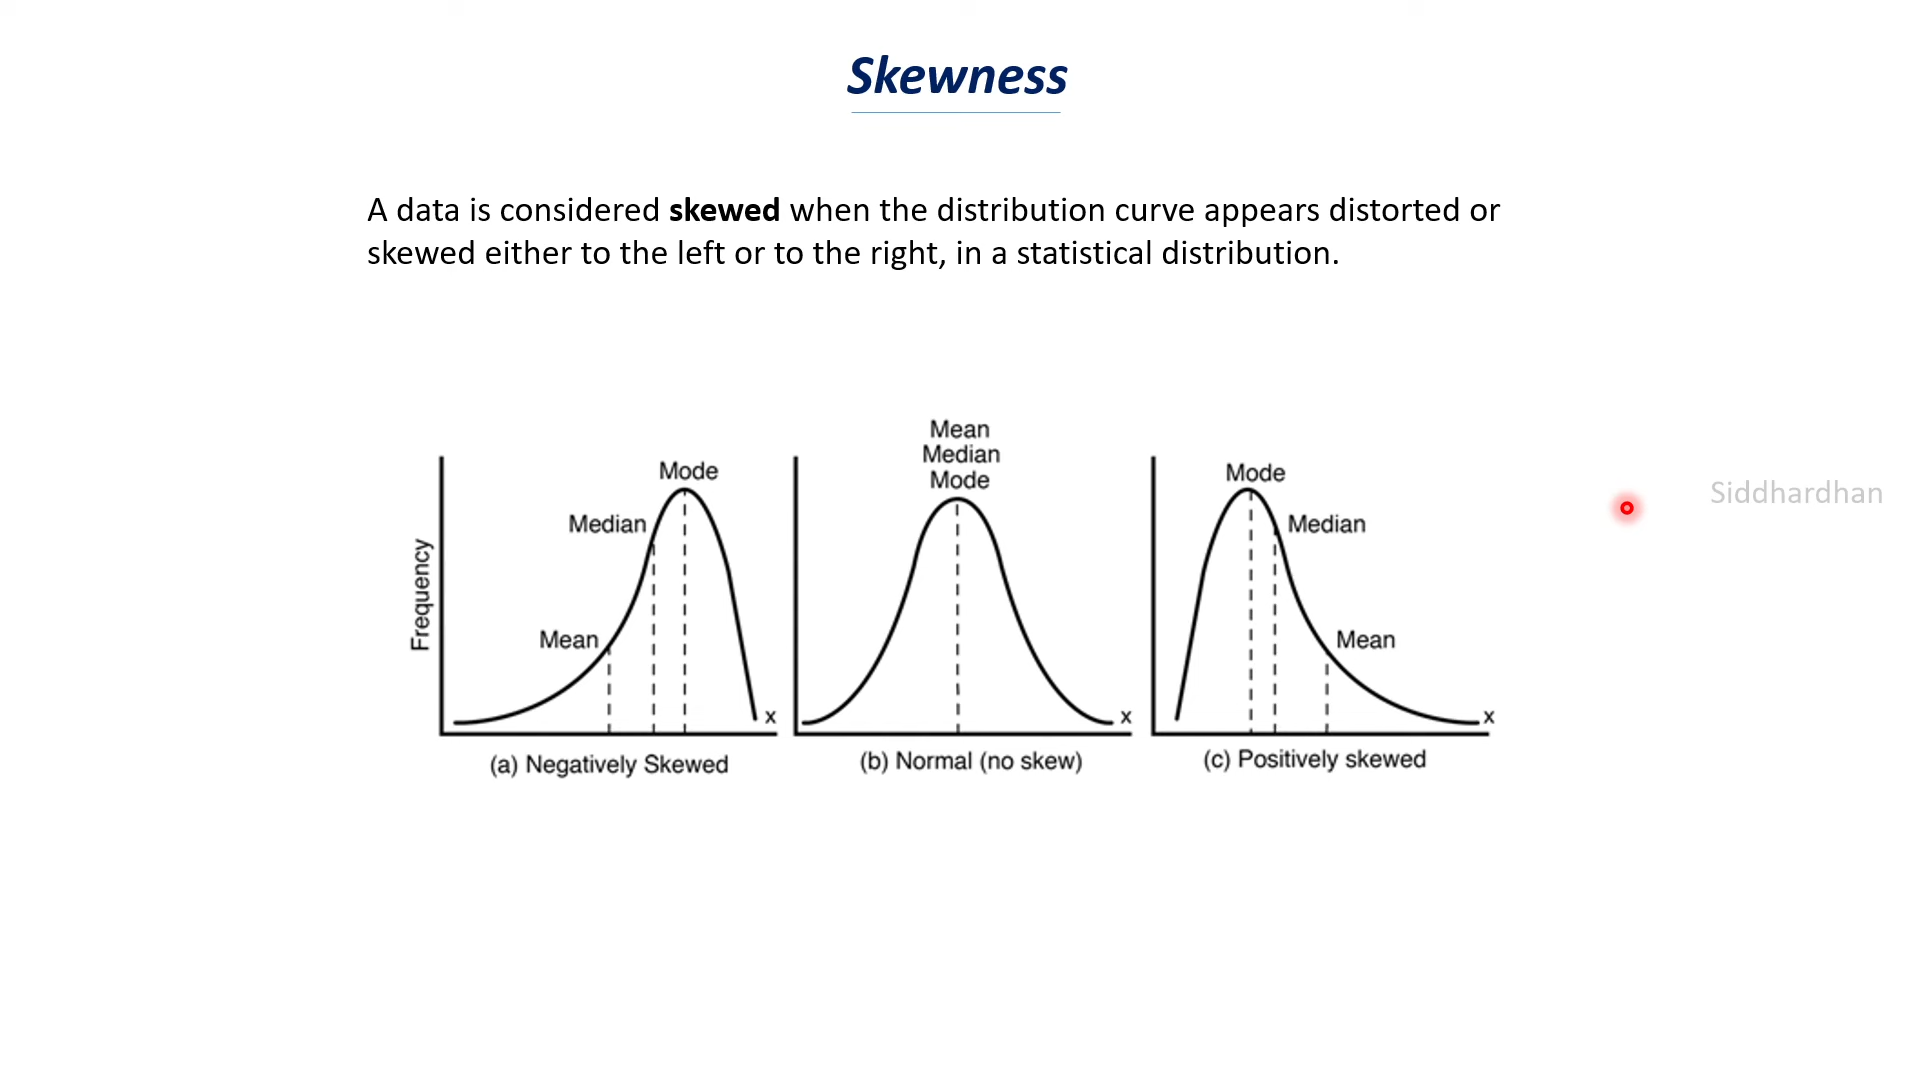 Skewness
A data is considered skewed when the distribution curve appears distorted or
skewed either to the left or to the right, in a statistical distribution.
Siddhardhan
Frequency
Mode
Median
Mean
x
(a) Negatively Skewed
Mean
Median
Mode
x
(b) Normal (no skew)
Mode
Median
Mean
x
(c) Positively skewed